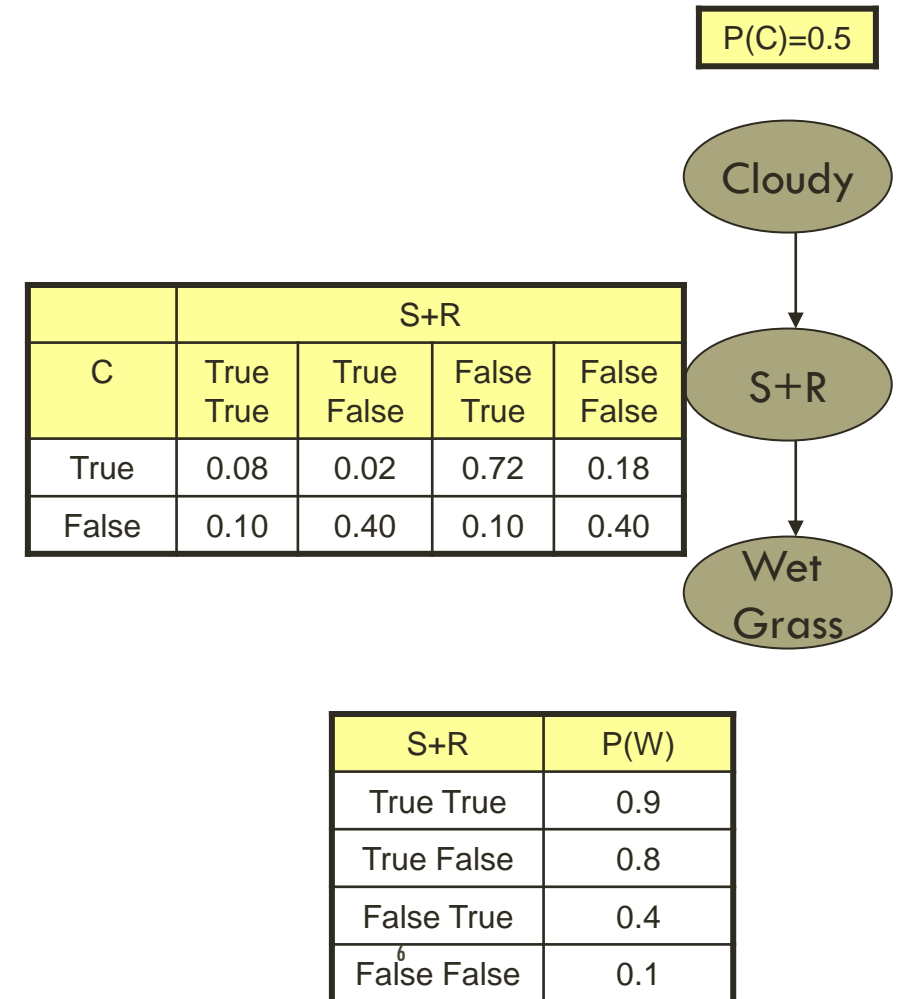 P(C)=0.5
Cloudy
S+R
C True True False False
True False True False
S+R
True 0.08 0.02 0.72 0.18
False 0.10 0.40 0.10 0.40
Wet
Grass
S+R P(W)
True True 0.9
True False 0.8
False True 0.4
6
False False 0.1